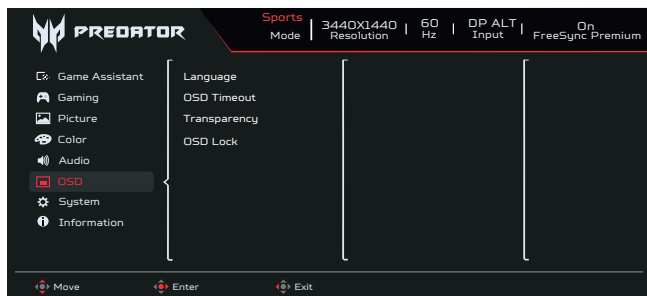 PREDATOR
Sports Mode
3440X1440 Resolution
60 Hz
DP ALT Input
On FreeSync Premium
Game Assistant
Gaming
Picture
Color
Audio
OSD
System
Information
Language
OSD Timeout
Transparency
OSD Lock
Move
Enter
Exit